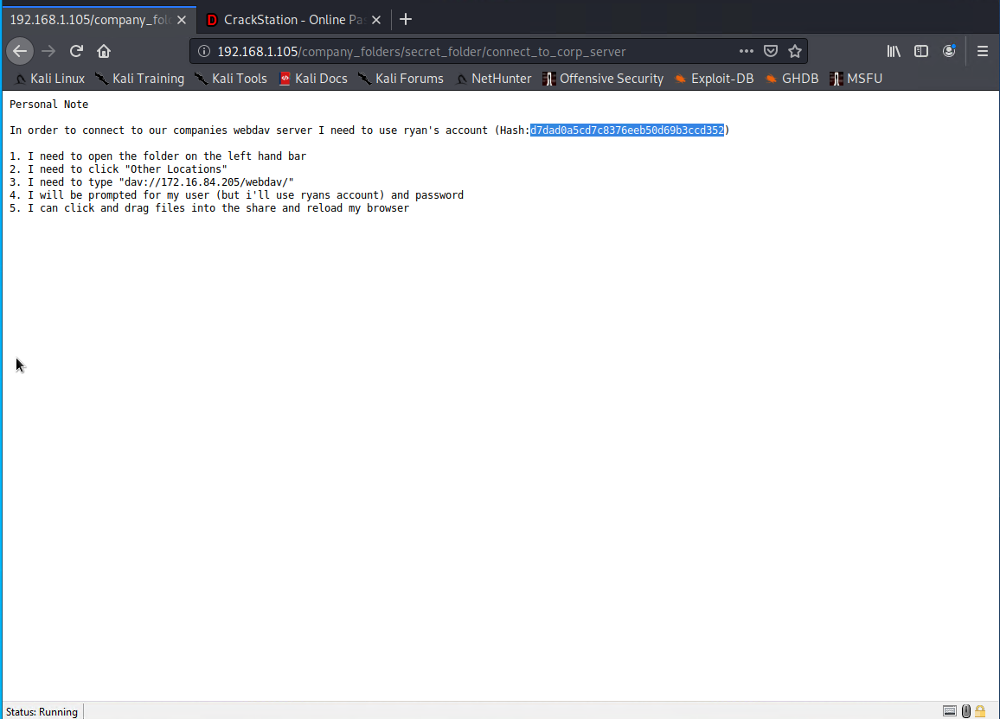 192.168.1.105/company_fol
CrackStation - Online Pa
192.168.1.105/company_folders/secret_folder/connect_to_corp_server
Kali Linux Kali Training Kali Tools Kali Docs Kali Forums NetHunter Offensive Security Exploit-DB GHDB MSFU
Personal Note
In order to connect to our companies webdav server I need to use ryan's account (Hash:d7dad0a5cd7c8376eeb50d69b3ccd352)
1. I need to open the folder on the left hand bar
2. I need to click "Other Locations"
3. I need to type "dav://172.16.84.205/webdav/"
4. I will be prompted for my user (but i'll use ryans account) and password
5. I can click and drag files into the share and reload my browser
Status: Running